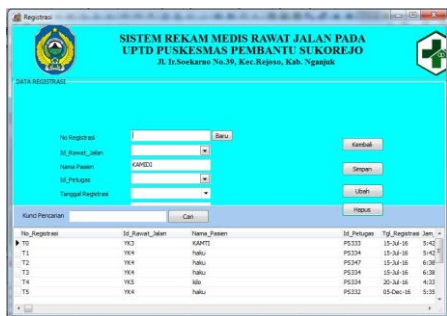 Registrasi
SISTEM REKAM MEDIS RAWAT JALAN PADA
UPTD PUSKESMAS PEMBANTU SUKOREJO
Jl. Ir.Soekarno No.39, Kec.Rejoso, Kab. Nganjuk
DATA REGISTRASI
No Registrasi Baru
Id_Rawat_Jalan
Nama Pasien KAMIDI
Id_Petugas
Tanggal Registrasi
Kembali
Simpan
Ubah
Hapus
Kunci Pencarian Cari
No_Registrasi Id_Rawat_Jalan Nama_Pasien Id_Petugas Tgl_Registrasi Jam_
T0 YK3 KAMTI PS333 15-Jul-16 5:42
T1 YK4 haku PS334 15-Jul-16 5:42
T2 YK4 haku PS347 15-Jul-16 6:38
T3 YK4 haku PS334 15-Jul-16 6:38
T4 YK5 PS334 20-Jul-16 4:33
T5 YK4 haku PS332 05-Dec-16 5:35